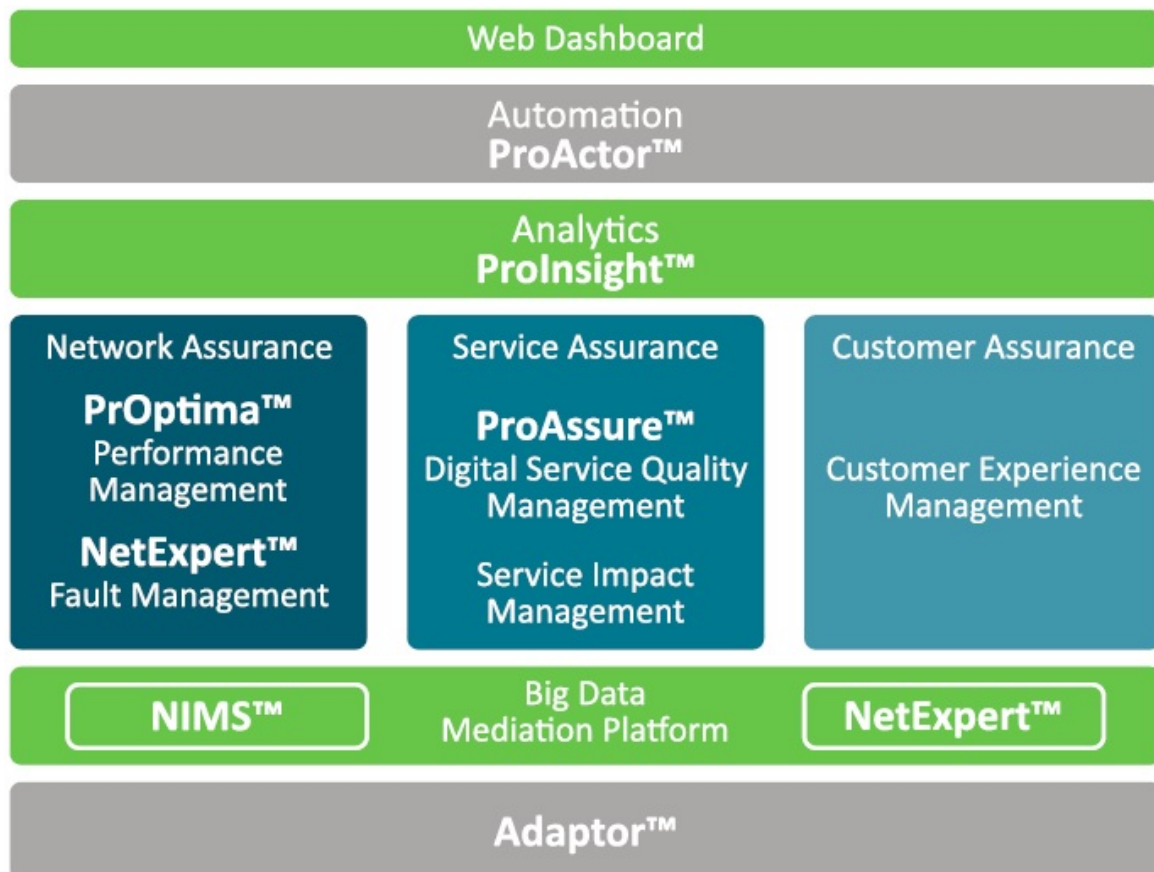 Web Dashboard
Automation
ProActor™
Analytics
ProInsight™
Network Assurance
PrOptima™
Performance
Management
NetExpert™
Fault Management
Service Assurance
ProAssure™
Digital Service Quality
Management
Service Impact
Management
Customer Assurance
Customer Experience
Management
NIMS™
Big Data
Mediation Platform
NetExpert™
Adaptor™